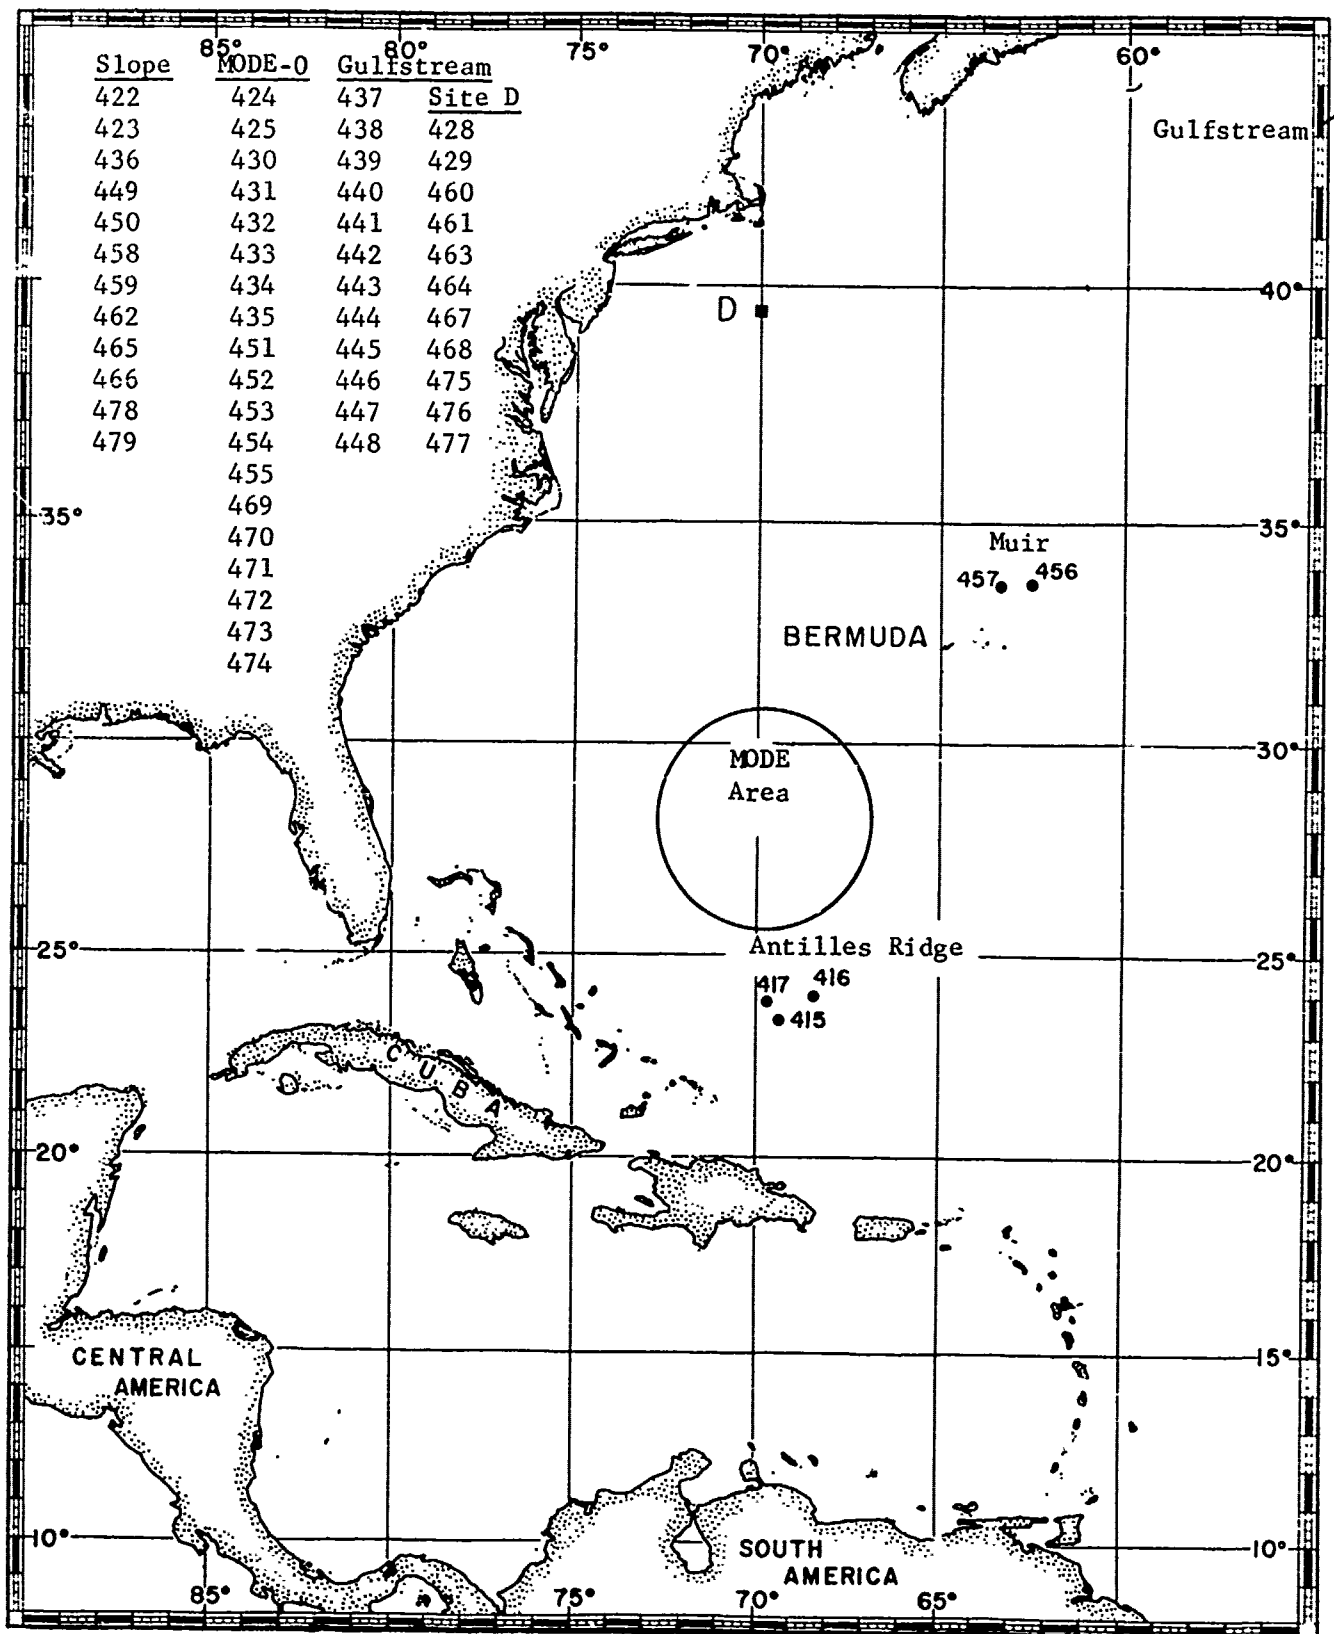 85° 80° 75° 70° 60°
Slope MODE-0 Gulfstream
422 424 437 Site D
423 425 438 428
436 430 439 429
449 431 440 460
450 432 441 461
458 433 442 463
459 434 443 464
462 435 444 467
465 451 445 468
466 452 446 475
478 453 447 476
479 454 448 477
455
469
470
471
472
473
474
Gulfstream
40°
D
35° 35°
Muir
457 456
BERMUDA
30°
MODE
Area
Antilles Ridge
25° 25°
417 416
415
CUBA
20° 20°
CENTRAL
AMERICA
15°
10° 10°
SOUTH
AMERICA
85° 75° 70° 65°